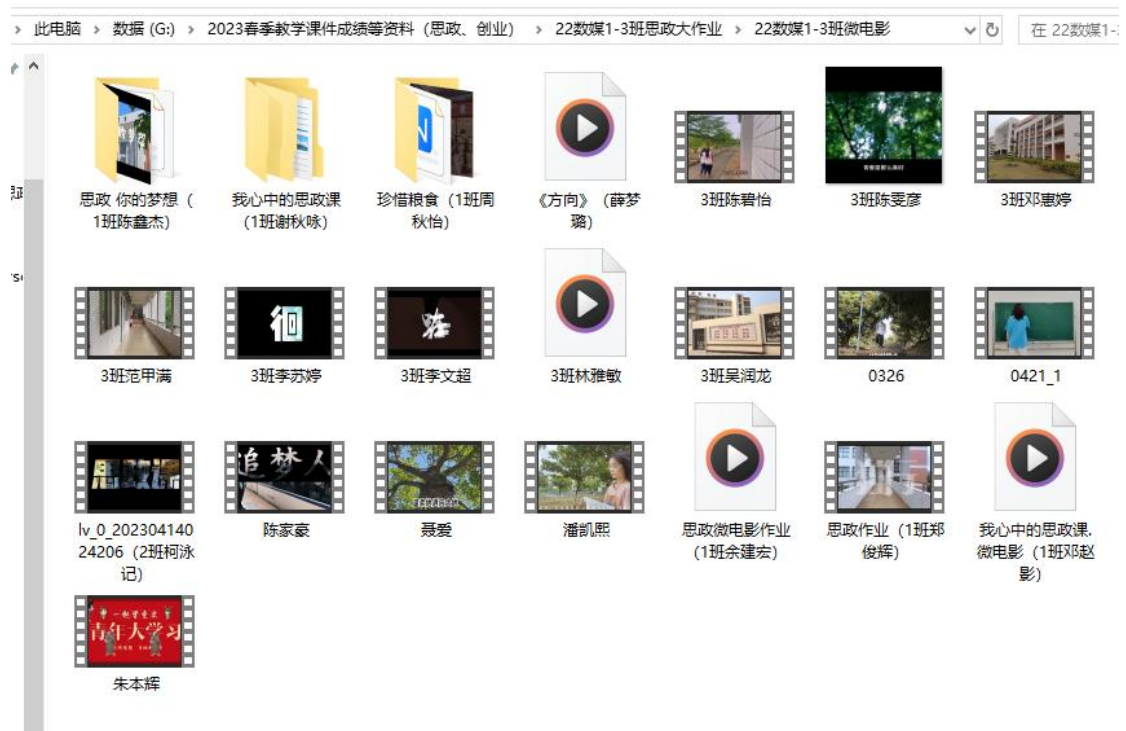 此电脑 > 数据 (G:) > 2023春季教学课件成绩等资料（思政、创业） > 22数媒1-3班思政大作业 > 22数媒1-3班微电影
在 22数媒1-
思政 你的梦想（
1班陈鑫杰）
我心中的思政课
（1班谢秋咏）
珍惜粮食（1班周
秋怡）
《方向》（薛梦
璐）
3班陈碧怡
3班陈雯彦
3班邓惠婷
3班范甲满
徊
3班李苏婷
3班李文超
3班林雅敏
3班吴润龙
0326
0421_1
lv_0_202304140
24206（2班柯泳
记）
追梦人
陈家豪
聂爱
潘凯熙
思政微电影作业
（1班余建宏）
思政作业（1班郑
俊辉）
我心中的思政课.
微电影（1班邓赵
影）
青年大学习
朱本辉